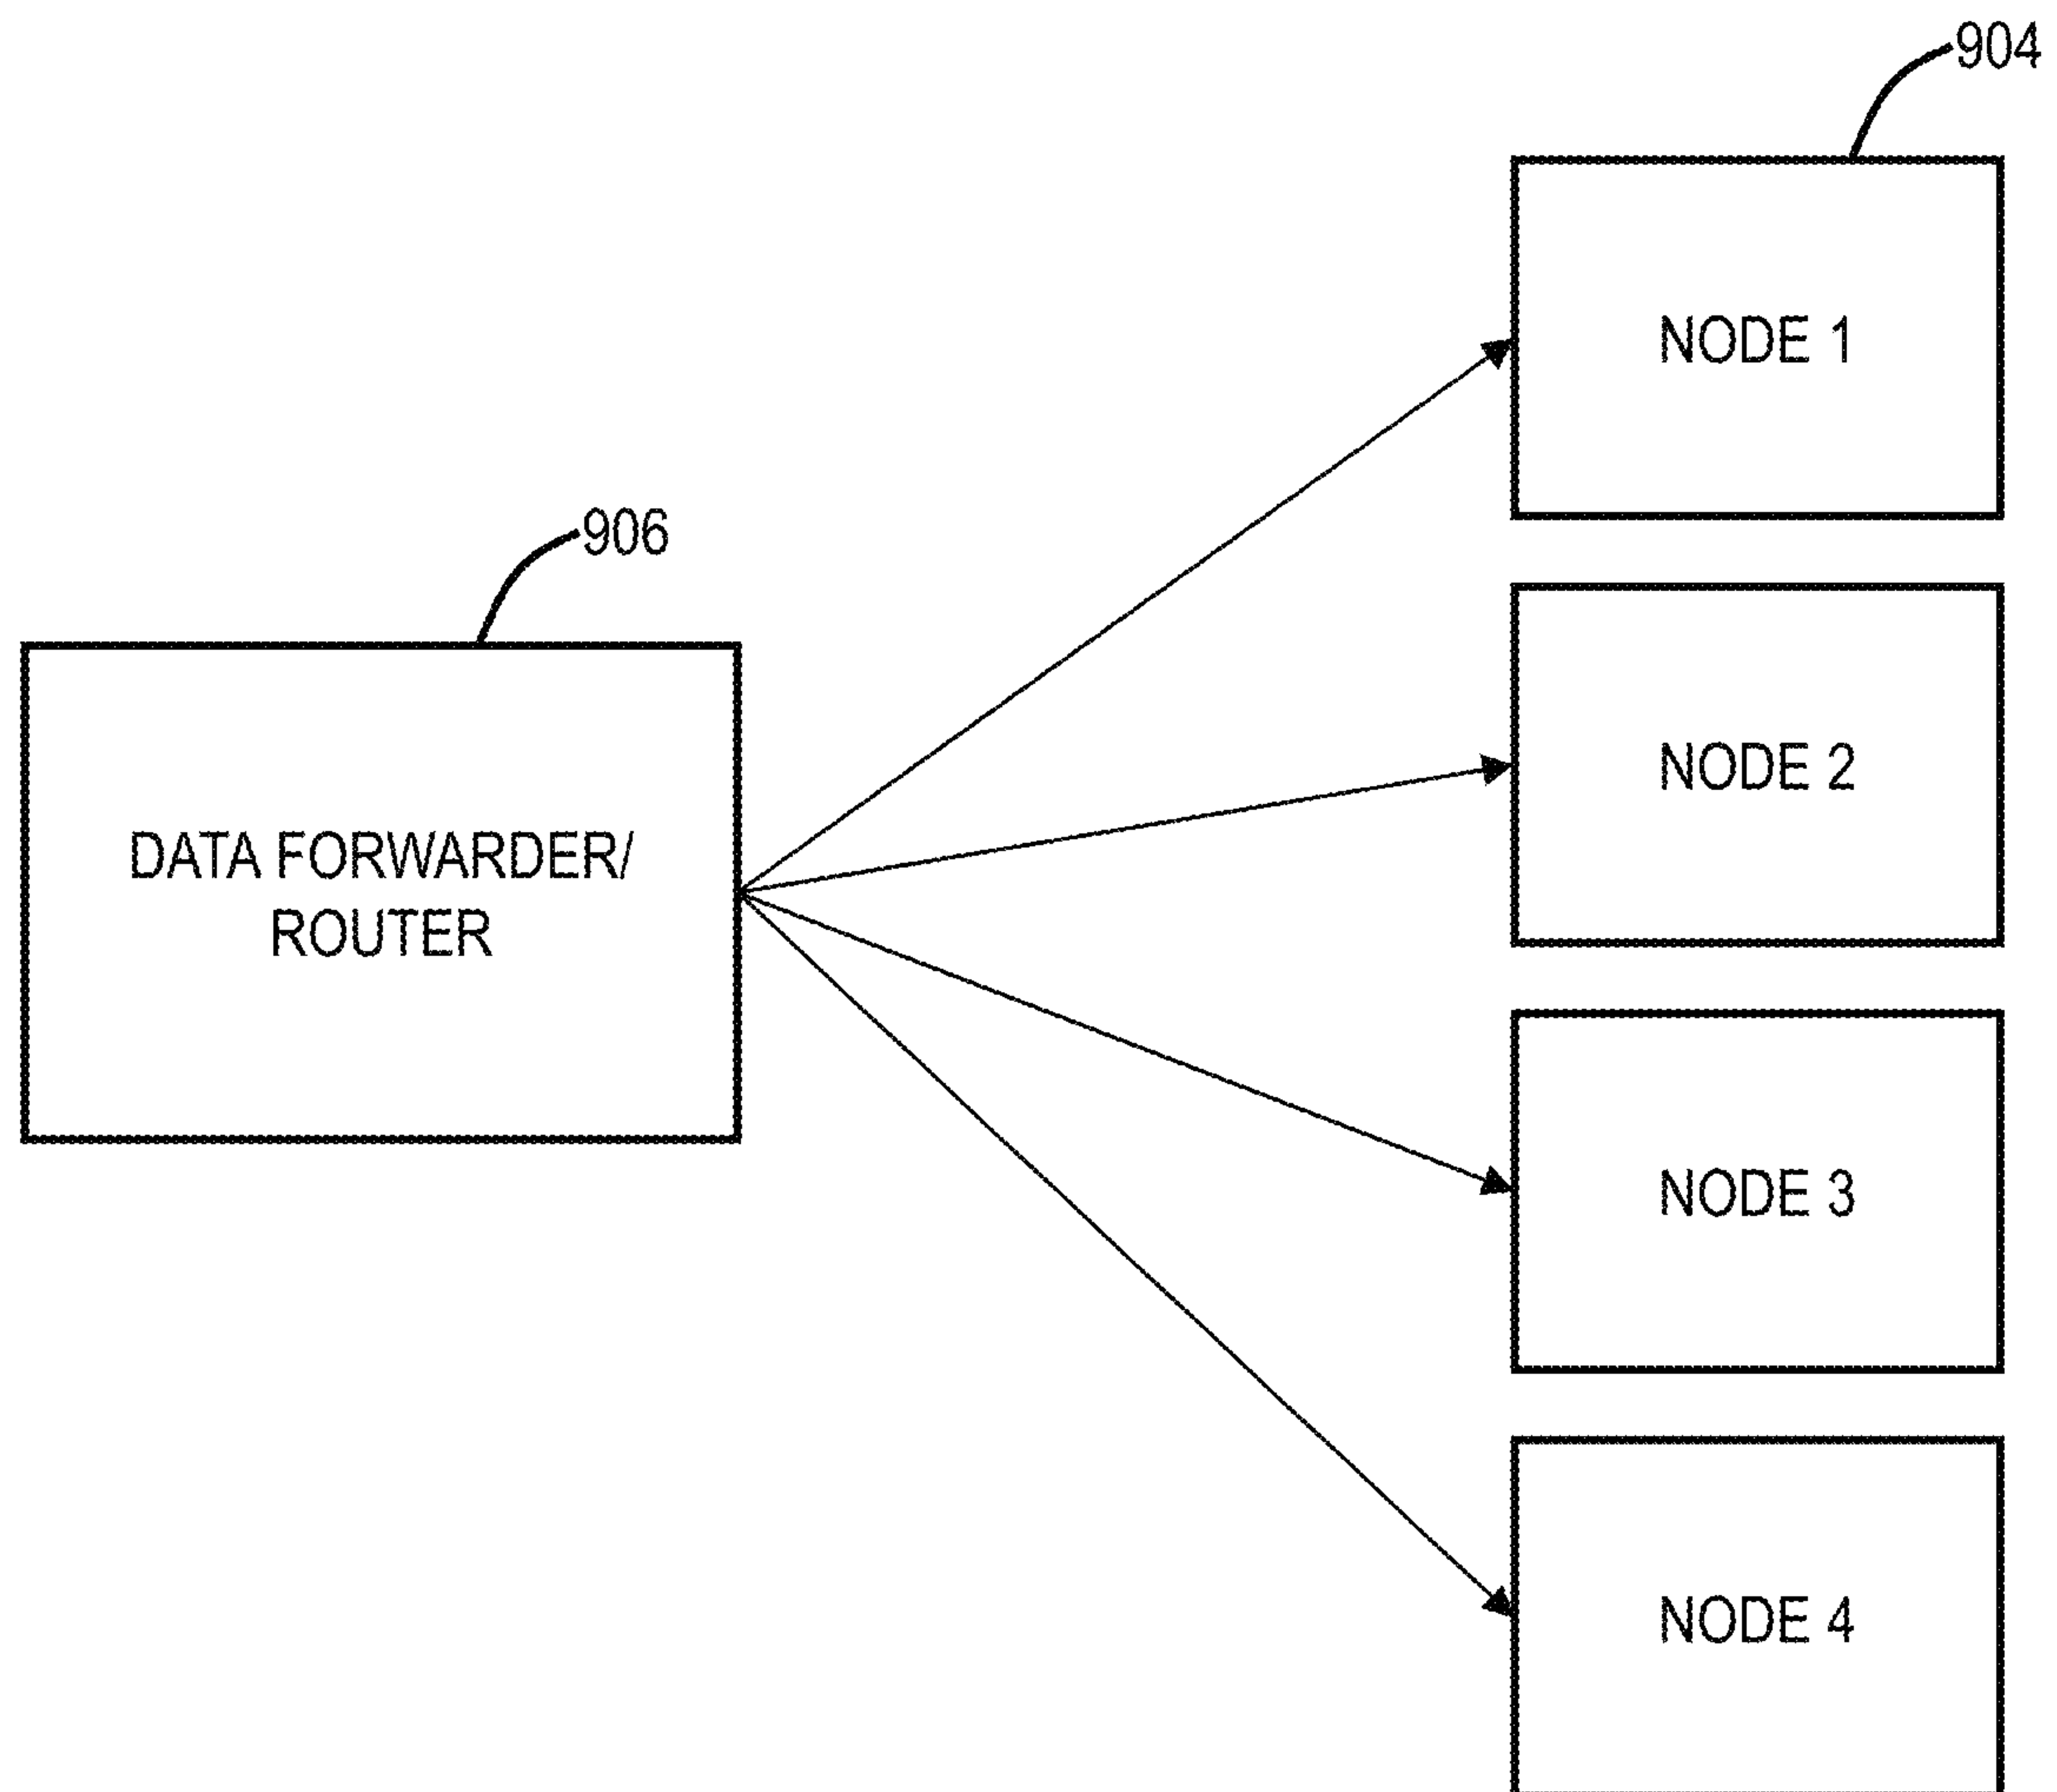 904
NODE 1
906
NODE 2
DATA FORWARDER/
ROUTER
NODE 3
NODE 4